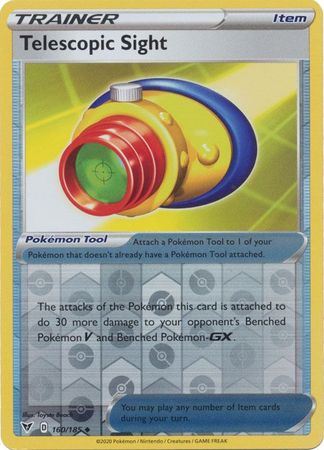 TRAINER Item
Telescopic Sight
Pokémon Tool Attach a Pokémon Tool to 1 of your
Pokémon that doesn't already have a Pokémon Tool attached.
The attacks of the Pokémon this card is attached to
do 30 more damage to your opponent's Benched
Pokémon V and Benched Pokémon-GX.
Illus. Toyste Beach
D 160/185
You may play any number of Item cards
during your turn.
©2020 Pokémon / Nintendo / Creatures / GAME FREAK